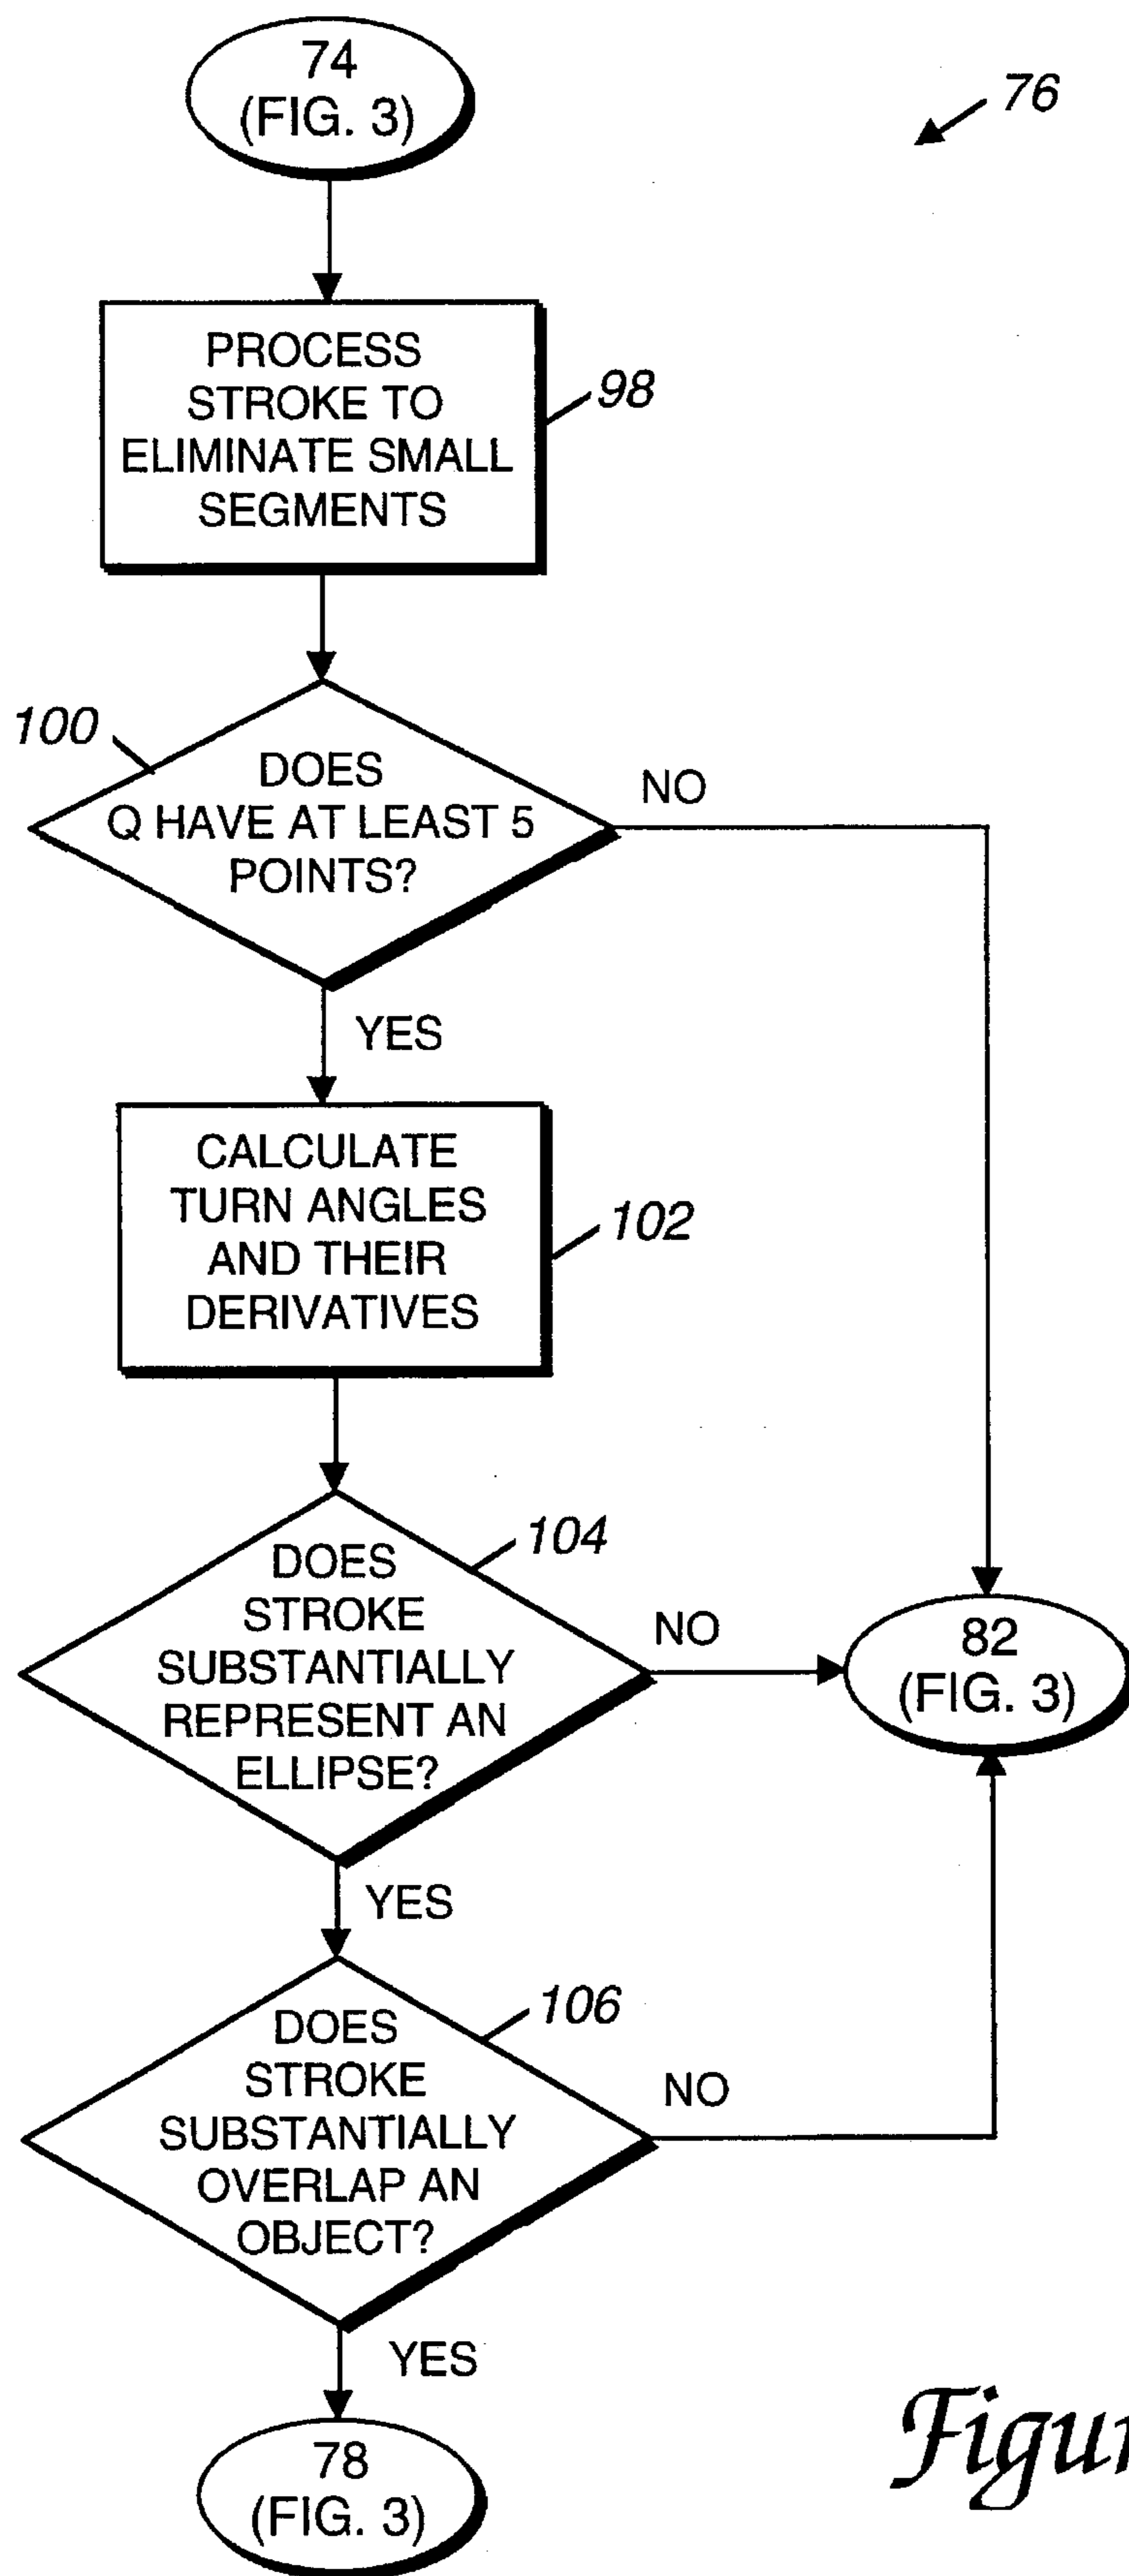 74
(FIG. 3)
76
PROCESS
STROKE TO
ELIMINATE SMALL
SEGMENTS
98
100
DOES
Q HAVE AT LEAST 5
POINTS?
NO
YES
CALCULATE
TURN ANGLES
AND THEIR
DERIVATIVES
102
104
DOES
STROKE
SUBSTANTIALLY
REPRESENT AN
ELLIPSE?
NO
82
(FIG. 3)
YES
106
DOES
STROKE
SUBSTANTIALLY
OVERLAP AN
OBJECT?
NO
YES
78
(FIG. 3)